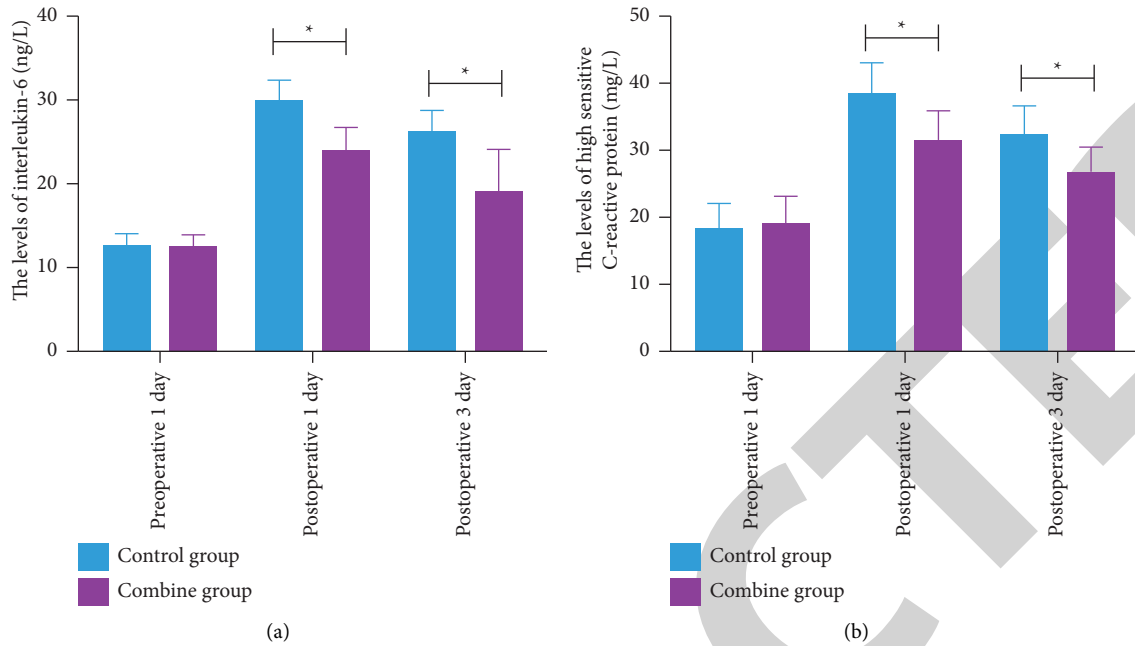 The levels of interleukin-6 (ng/L)
40
30
20
10
0
*
*
Preoperative 1 day
Postoperative 1 day
Postoperative 3 day
Control group
Combine group
(a)
The levels of high sensitive
C-reactive protein (mg/L)
50
40
30
20
10
0
*
*
Preoperative 1 day
Postoperative 1 day
Postoperative 3 day
Control group
Combine group
(b)
CTE